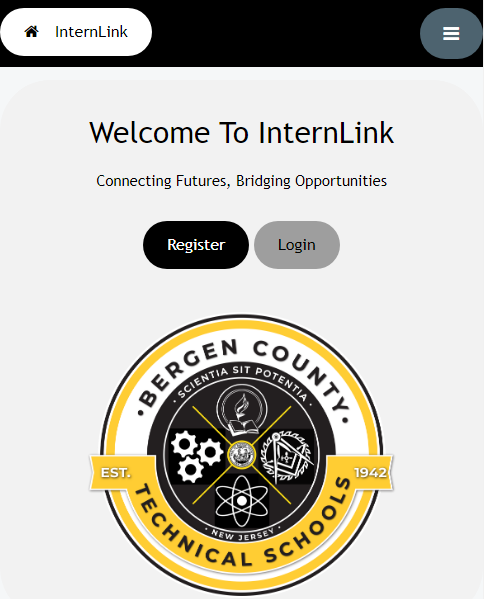 InternLink
Welcome To InternLink
Connecting Futures, Bridging Opportunities
Register
Login
BERGEN COUNTY
· SCIENTIA SIT POTENTIA ·
EST.
1942
· NEW JERSEY ·
TECHNICAL SCHOOLS